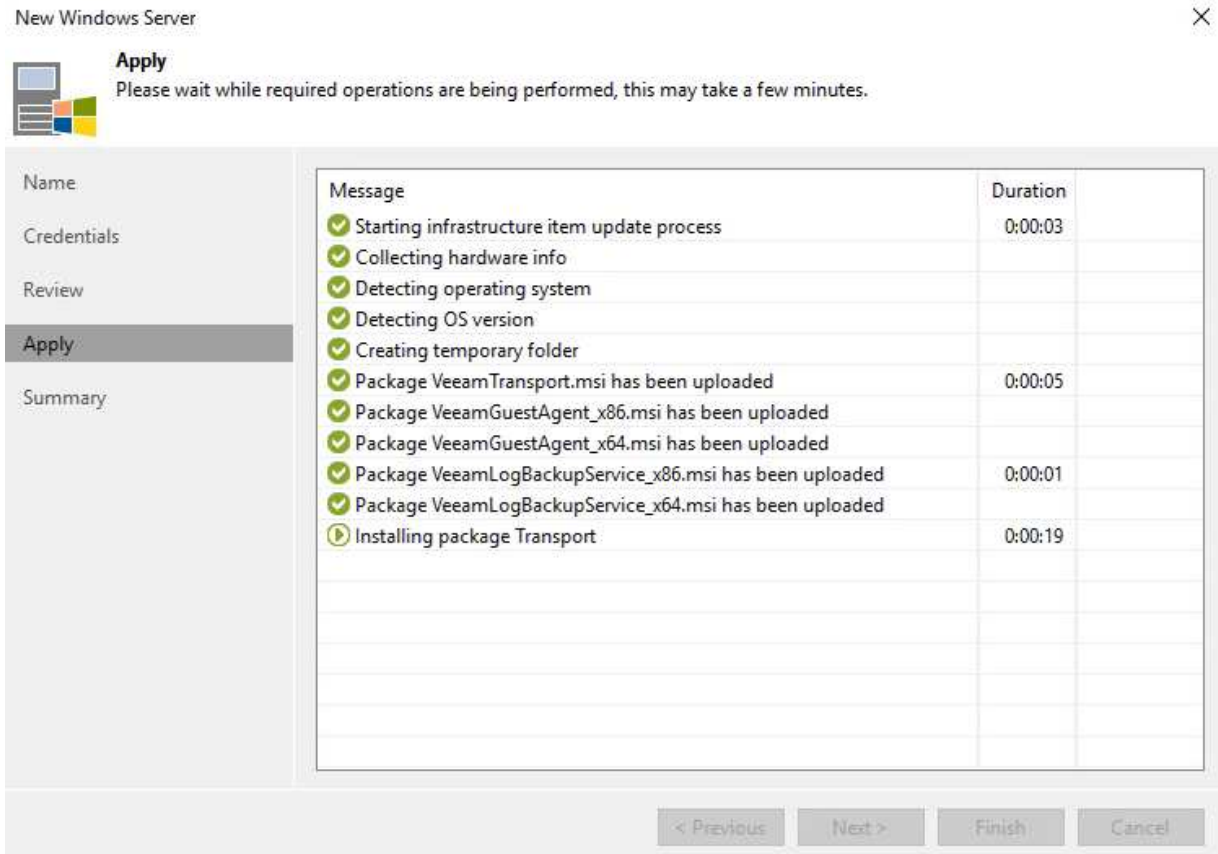 New Windows Server
Apply
Please wait while required operations are being performed, this may take a few minutes.
Name
Credentials
Review
Apply
Summary
Message Duration
Starting infrastructure item update process 0:00:03
Collecting hardware info
Detecting operating system
Detecting OS version
Creating temporary folder
Package VeeamTransport.msi has been uploaded 0:00:05
Package VeeamGuestAgent_x86.msi has been uploaded
Package VeeamGuestAgent_x64.msi has been uploaded
Package VeeamLogBackupService_x86.msi has been uploaded 0:00:01
Package VeeamLogBackupService_x64.msi has been uploaded
Installing package Transport 0:00:19
< Previous Next > Finish Cancel